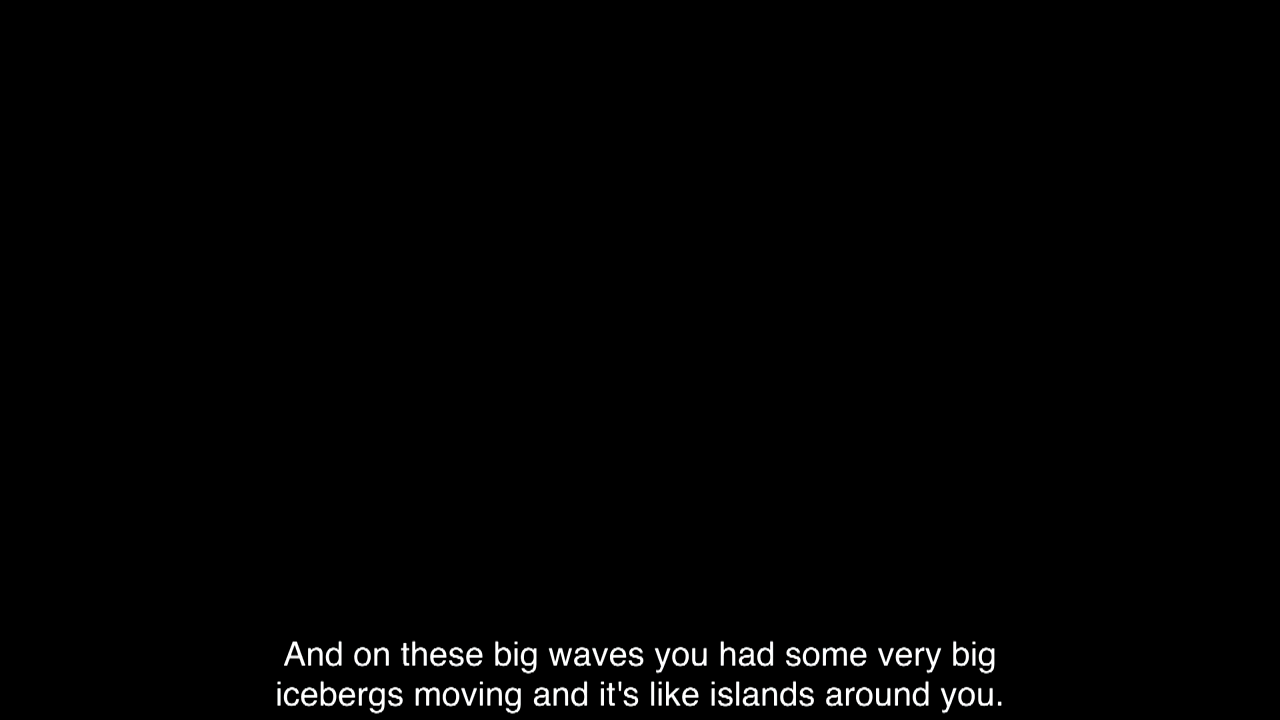 And on these big waves you had some very big
icebergs moving and it's like islands around you.